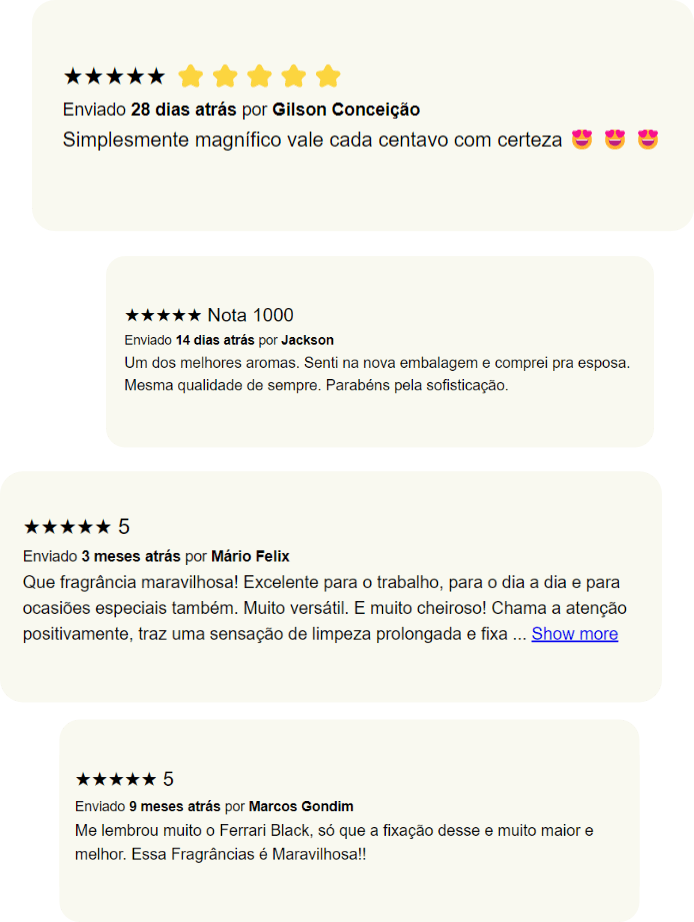 ★★★★★ ⭐ ⭐ ⭐ ⭐ ⭐
Enviado 28 dias atrás por Gilson Conceição
Simplesmente magnífico vale cada centavo com certeza 😍 😍 😍
★★★★★ Nota 1000
Enviado 14 dias atrás por Jackson
Um dos melhores aromas. Senti na nova embalagem e comprei pra esposa.
Mesma qualidade de sempre. Parabéns pela sofisticação.
★★★★★ 5
Enviado 3 meses atrás por Mário Felix
Que fragrância maravilhosa! Excelente para o trabalho, para o dia a dia e para
ocasiões especiais também. Muito versátil. E muito cheiroso! Chama a atenção
positivamente, traz uma sensação de limpeza prolongada e fixa ... Show more
★★★★★ 5
Enviado 9 meses atrás por Marcos Gondim
Me lembrou muito o Ferrari Black, só que a fixação desse e muito maior e
melhor. Essa Fragrâncias é Maravilhosa!!